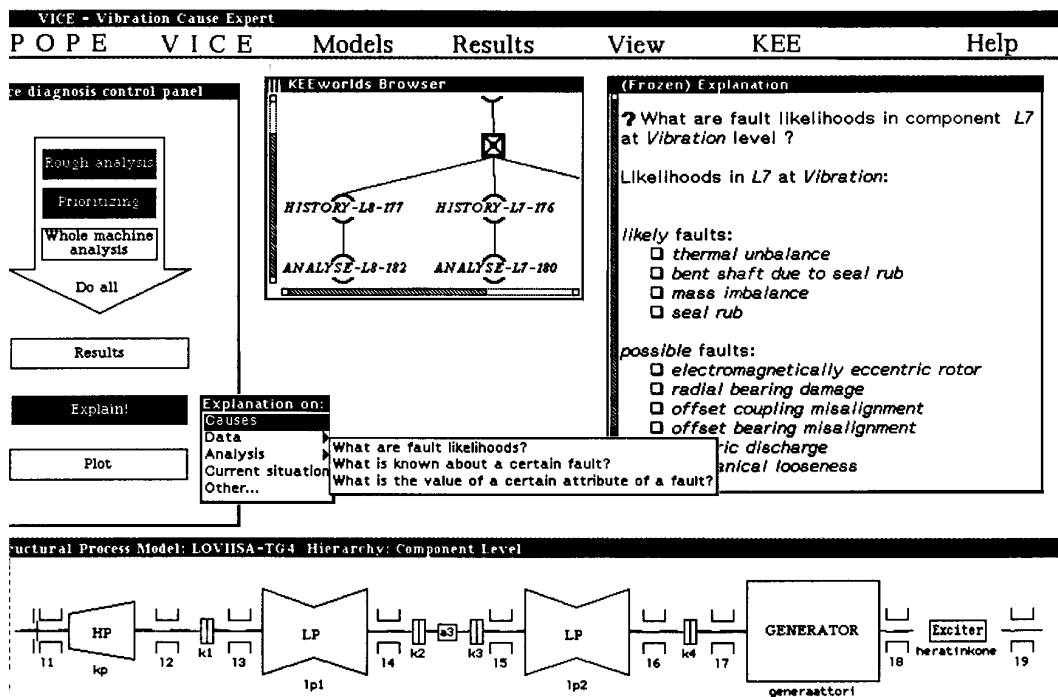 VICE - Vibration Cause Expert
POPE VICE Models Results View KEE Help
re diagnosis control panel
Rough analysis
Prioritizing
Whole machine
analysis
Do all
Results
Explain!
Plot
KEEworlds Browser
HISTORY-L8-177 HISTORY-L7-176
ANALYSE-L8-182 ANALYSE-L7-180
(Frozen) Explanation
? What are fault likelihoods in component L7
at Vibration level ?
Likelihoods in L7 at Vibration:
likely faults:
thermal unbalance
bent shaft due to seal rub
mass imbalance
seal rub
possible faults:
electromagnetically eccentric rotor
radial bearing damage
offset coupling misalignment
offset bearing misalignment
ric discharge
anical looseness
Explanation on:
Causes
Data
Analysis
Current situation
Other...
What are fault likelihoods?
What is known about a certain fault?
What is the value of a certain attribute of a fault?
ructural Process Model: LOVIISA-TG4 Hierarchy: Component Level
HP LP a3 LP GENERATOR Exciter
l1 kp l2 k1 l3 lp1 l4 k2 k3 l5 lp2 l6 k4 l7 generaattori l8 heratinkone l9